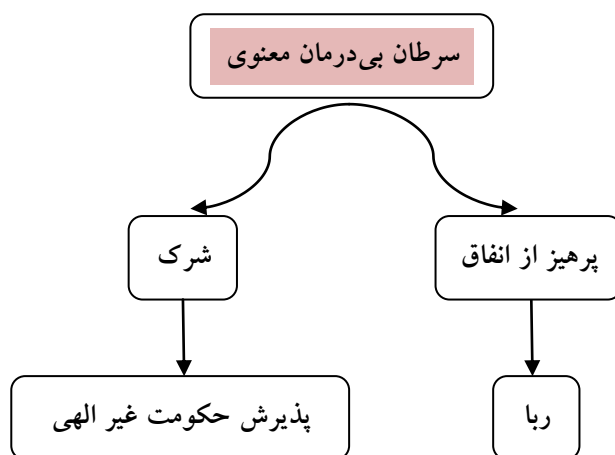 سرطان بی‌درمان معنوی
پرهیز از انفاق
شرک
ربا
پذیرش حکومت غیر الهی